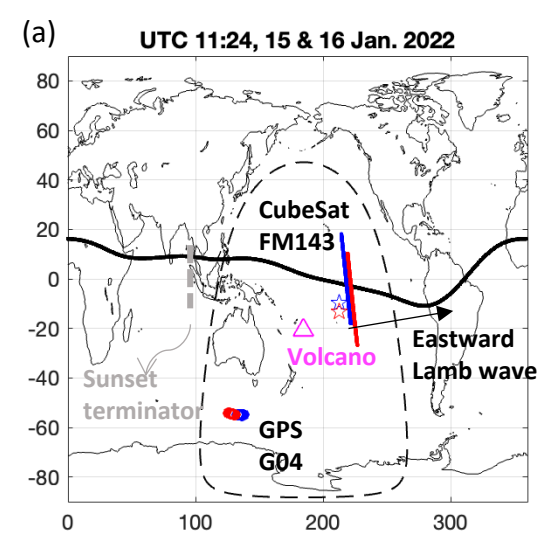 (a)
UTC 11:24, 15 & 16 Jan. 2022
80
60
40
20
0
-20
-40
-60
-80
CubeSat
FM143
Volcano
Eastward
Lamb wave
Sunset
terminator
GPS
G04
0
100
200
300